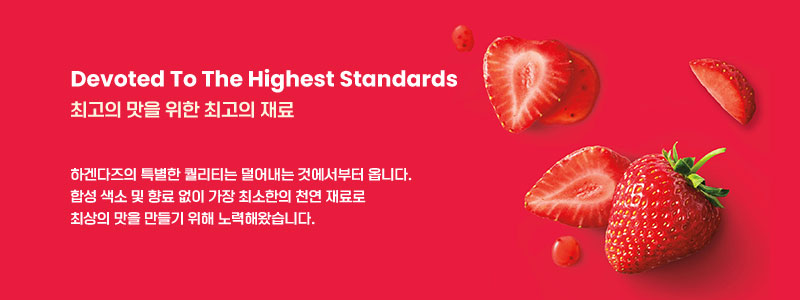 Devoted To The Highest Standards
최고의 맛을 위한 최고의 재료
하겐다즈의 특별한 퀄리티는 덜어내는 것에서부터 옵니다.
합성 색소 및 향료 없이 가장 최소한의 천연 재료로
최상의 맛을 만들기 위해 노력해왔습니다.